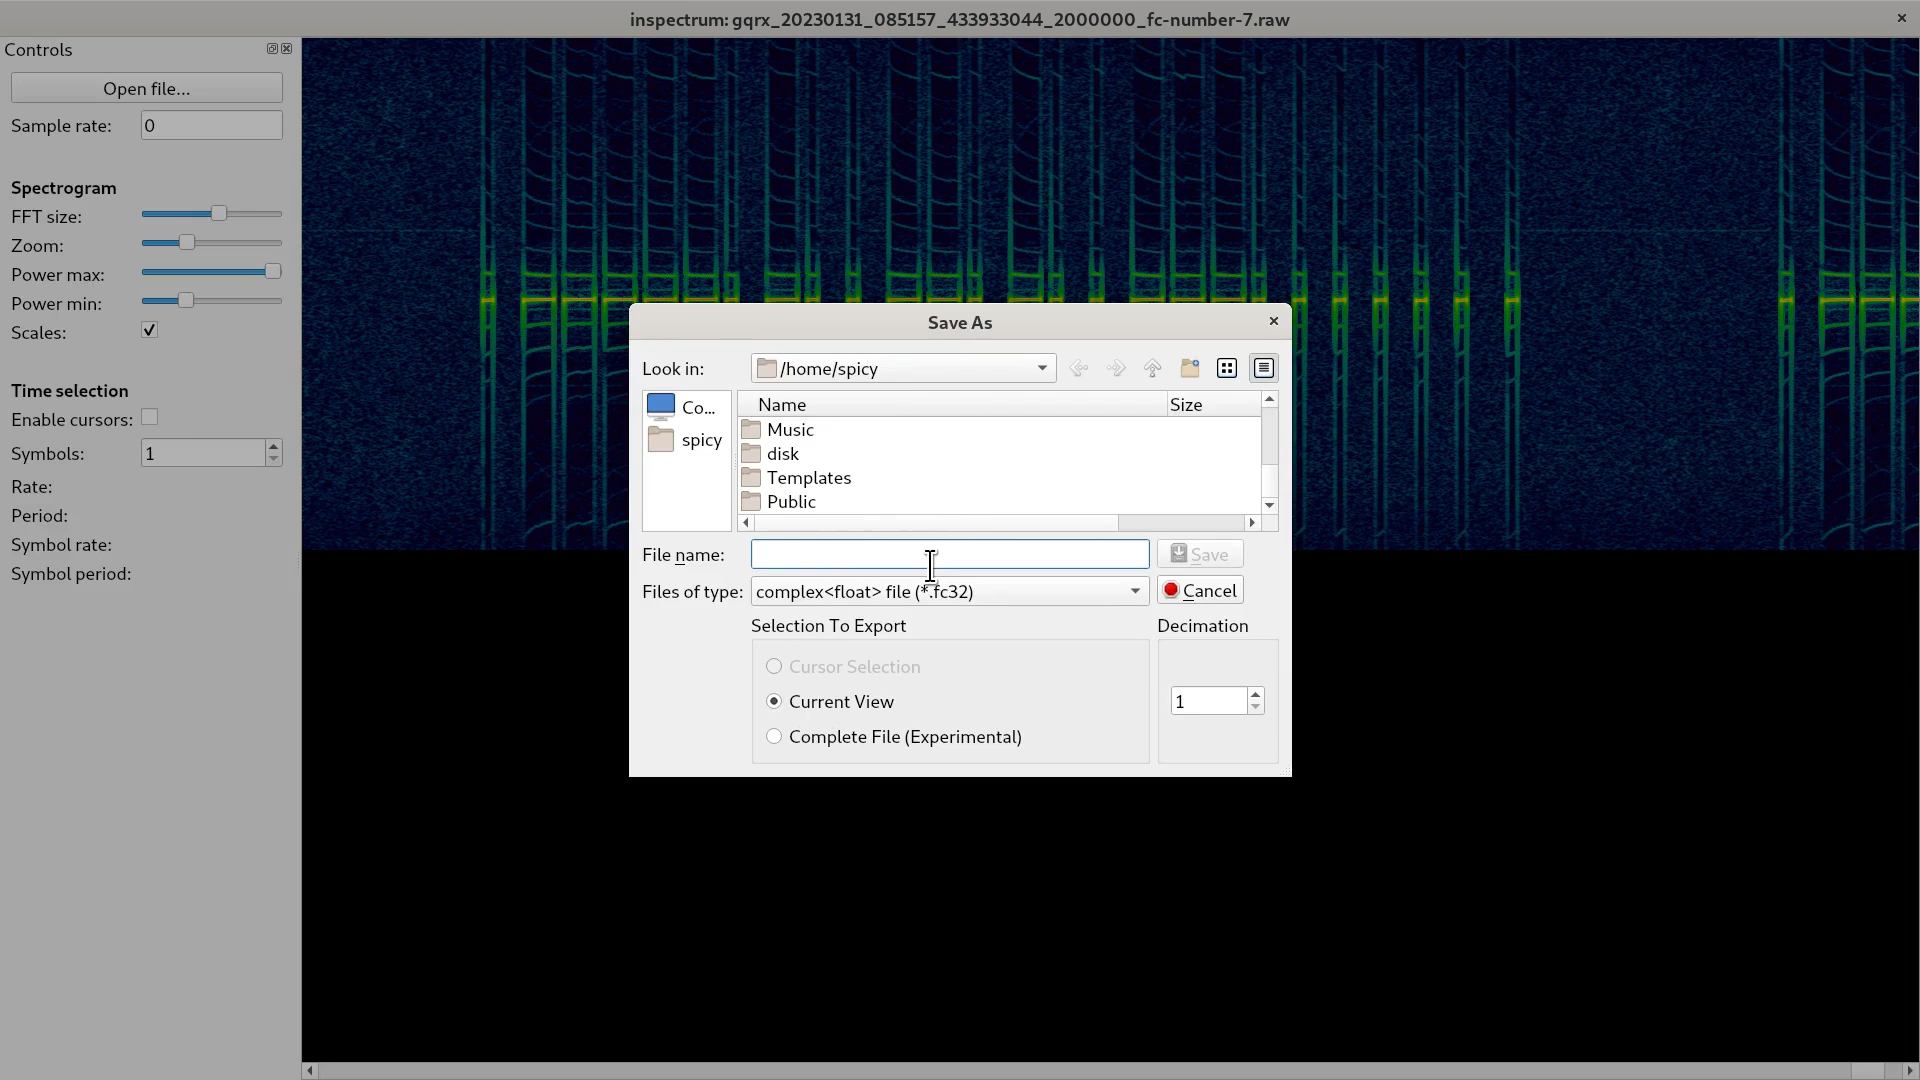 inspectrum: gqrx_20230131_085157_433933044_2000000_fc-number-7.raw
Controls
Open file...
Sample rate: 0
Spectrogram
FFT size:
Zoom:
Power max:
Power min:
Scales:
Time selection
Enable cursors:
Symbols: 1
Rate:
Period:
Symbol rate:
Symbol period:
Save As
Look in: /home/spicy
Co...
spicy
Name Size
Music
disk
Templates
Public
File name: Save
Files of type: complex<float> file (*.fc32) Cancel
Selection To Export Decimation
Cursor Selection
Current View 1
Complete File (Experimental)